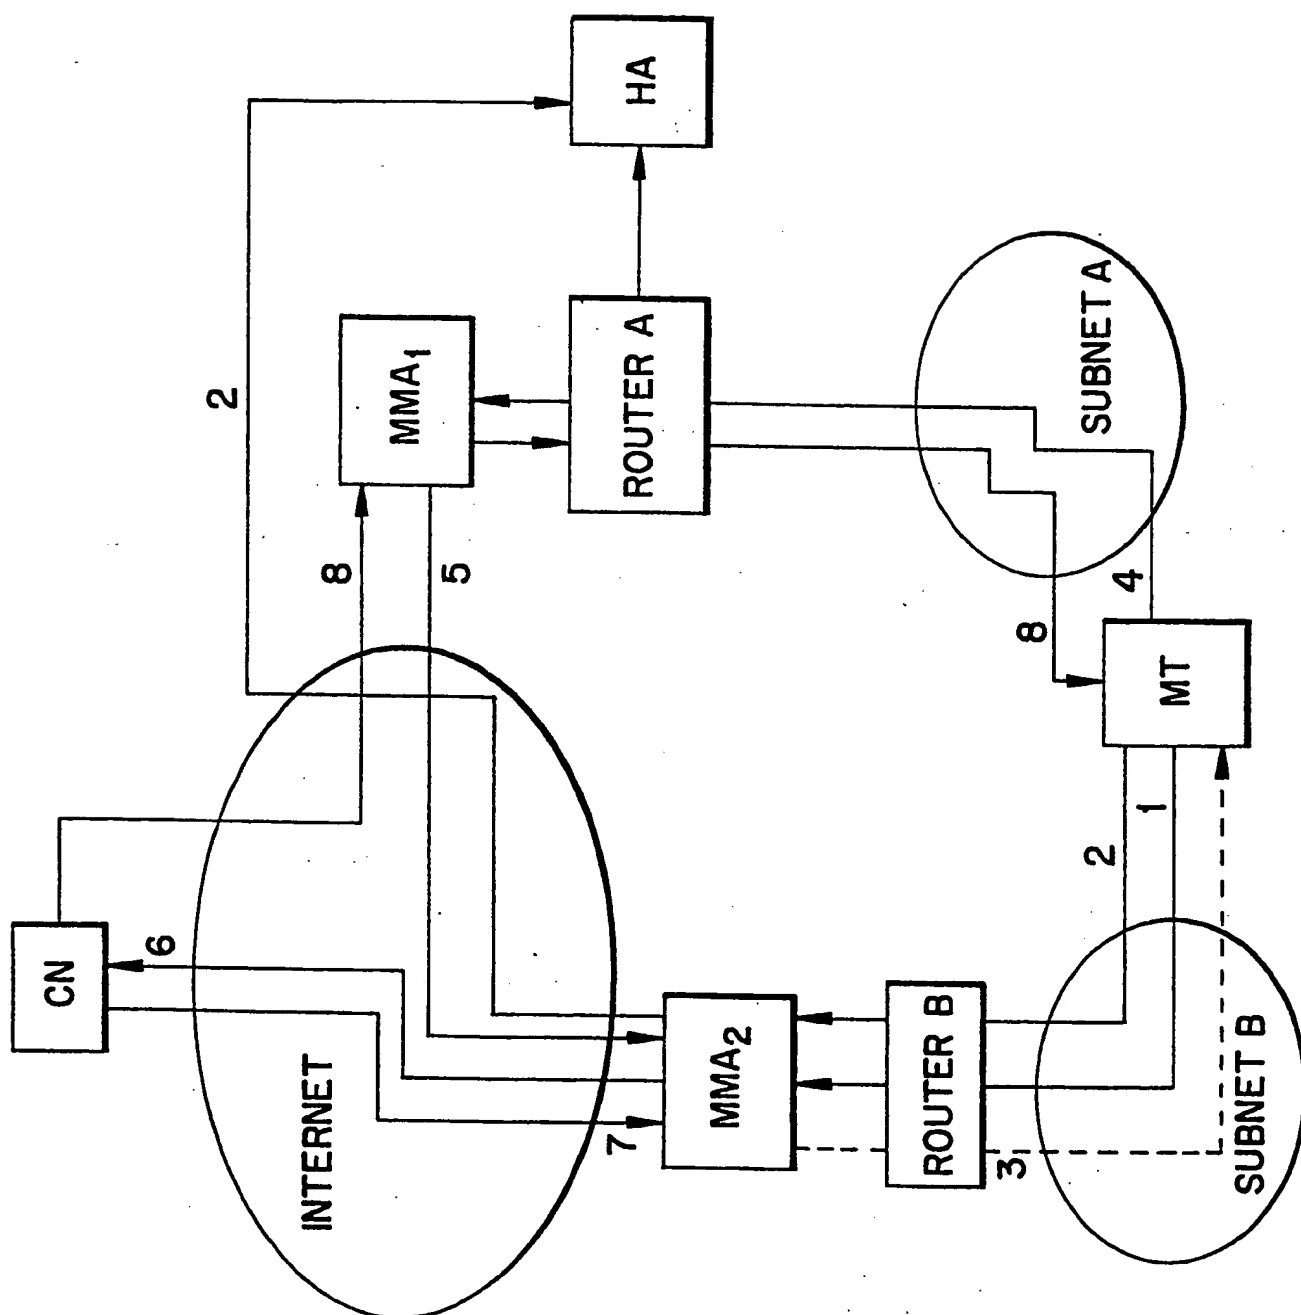 CN
6
2
INTERNET
8
MMA₁
5
7
ROUTER A
HA
MMA₂
ROUTER B
3
8
SUBNET A
2
4
1
MT
SUBNET B